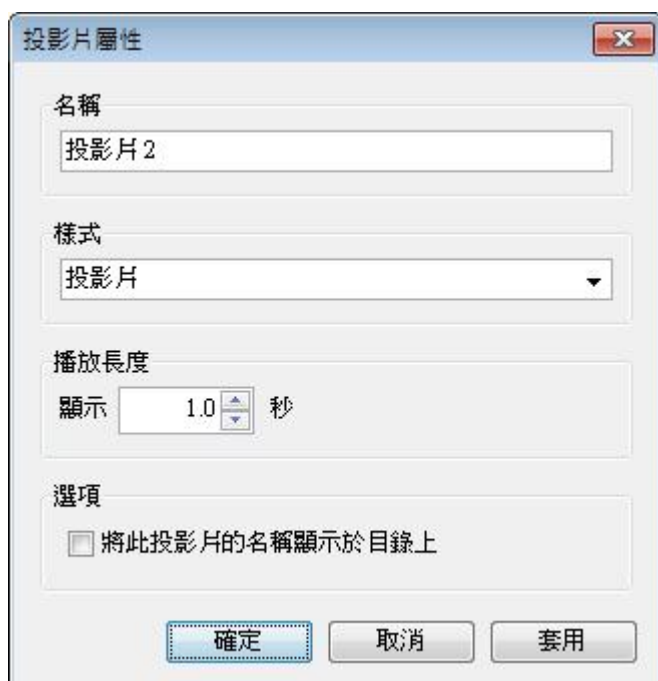 投影片屬性
名稱
投影片2
樣式
投影片
播放長度
顯示 1.0 秒
選項
將此投影片的名稱顯示於目錄上
確定 取消 套用